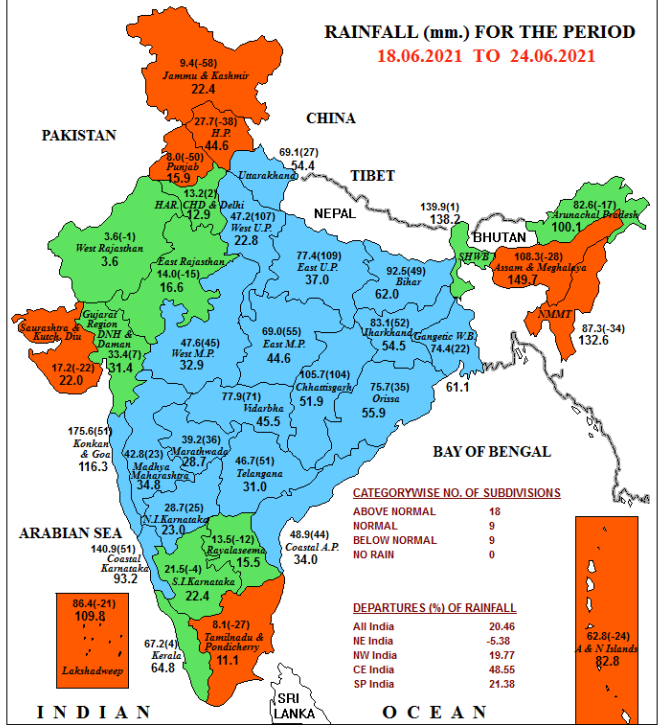 RAINFALL (mm.) FOR THE PERIOD
18.06.2021 TO 24.06.2021
9.4(-58)
Jammu & Kashmir
22.4
27.7(-38)
H.P.
44.6
CHINA
PAKISTAN
8.0(-50)
Punjab
15.9
69.1(27)
54.4
Uttarakhand
TIBET
13.2(2)
HAR. CHD & Delhi
12.9
47.2(107)
West U.P.
22.8
NEPAL
139.9(1)
138.2
82.6(-17)
Arunachal Pradesh
100.1
BHUTAN
3.6(-1)
West Rajasthan
3.6
East Rajasthan
14.0(-15)
16.6
77.4(109)
East U.P.
37.0
92.5(49)
Bihar
62.0
SHWB
108.3(-28)
Assam & Meghalaya
149.7
NMMT
87.3(-34)
132.6
Saurashtra &
Kutch, Diu
17.2(-22)
22.0
Gujarat
Region
DNH &
Daman
33.4(7)
31.4
47.6(45)
West M.P.
32.9
69.0(55)
East M.P.
44.6
83.1(52)
Jharkhand
54.5
Gangetic W.B.
74.4(22)
61.1
105.7(104)
Chhattisgarh
51.9
75.7(35)
Orissa
55.9
77.9(71)
Vidarbha
45.5
175.6(51)
Konkan
& Goa
116.3
42.8(23)
Madhya
Maharashtra
34.8
39.2(36)
Marathwada
28.7
46.7(51)
Telangana
31.0
BAY OF BENGAL
28.7(25)
N.I.Karnataka
23.0
ARABIAN SEA
140.9(51)
Coastal
Karnataka
93.2
13.5(-12)
Rayalaseema
15.5
48.9(44)
Coastal A.P.
34.0
21.5(-4)
S.I.Karnataka
22.4
86.4(-21)
109.8
Lakshadweep
8.1(-27)
Tamilnadu &
Pondicherry
11.1
67.2(4)
Kerala
64.8
CATEGORYWISE NO. OF SUBDIVISIONS
ABOVE NORMAL 18
NORMAL 9
BELOW NORMAL 9
NO RAIN 0
DEPARTURES (%) OF RAINFALL
All India 20.46
NE India -5.38
NW India 19.77
CE India 48.55
SP India 21.38
62.8(-24)
A & N Islands
82.8
SRI
LANKA
INDIAN OCEAN